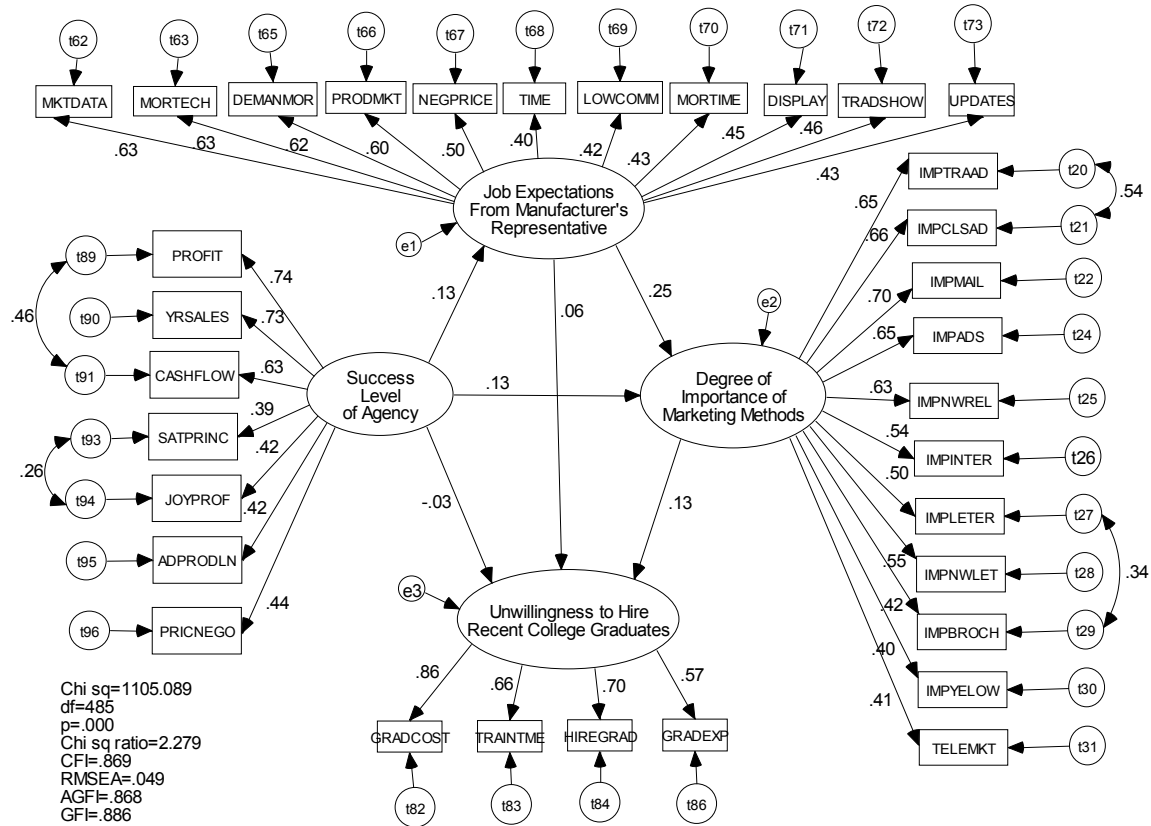 t62 t63 t65 t66 t67 t68 t69 t70 t71 t72 t73
MKTDATA MORTECH DEMANMOR PRODMKT NEGPRICE TIME LOWCOMM MORTIME DISPLAY TRADSHOW UPDATES
.63 .63 .62 .60 .50 .40 .42 .43 .45 .46 .43
Job Expectations
From Manufacturer's
Representative
e1
.13
.06
.25
e2
t89 PROFIT .74
t90 YRSALES .73
.46
t91 CASHFLOW .63
t93 SATPRINC .39
.26
t94 JOYPROF .42
t95 ADPRODLN .42
t96 PRICNEGO .44
Success
Level
of Agency
.13
-.03
Degree of
Importance of
Marketing Methods
.13
.65 IMPTRAAD t20
.54
.66 IMPCLSAD t21
.70 IMPMAIL t22
.65 IMPADS t24
.63 IMPNWREL t25
.54 IMPINTER t26
.50 IMPLETER t27
.55 IMPNWLET t28
.34
.42 IMPBROCH t29
.40 IMPYELOW t30
.41 TELEMKT t31
e3
Unwillingness to Hire
Recent College Graduates
.86 .66 .70 .57
GRADCOST TRAINTME HIREGRAD GRADEXP
t82 t83 t84 t86
Chi sq=1105.089
df=485
p=.000
Chi sq ratio=2.279
CFI=.869
RMSEA=.049
AGFI=.868
GFI=.886